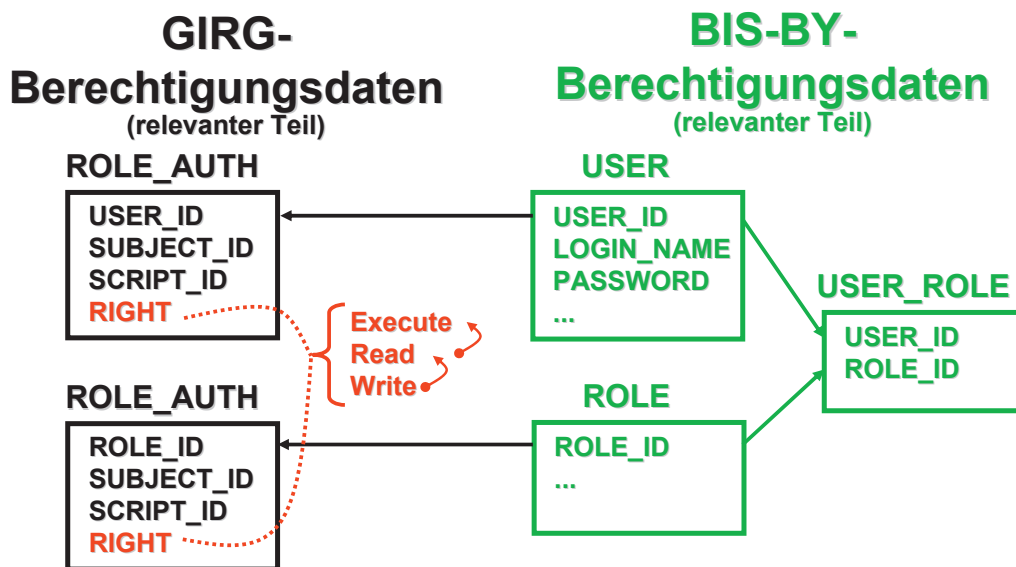 GIRG-
Berechtigungsdaten
(relevanter Teil)
BIS-BY-
Berechtigungsdaten
(relevanter Teil)
ROLE_AUTH
USER_ID
SUBJECT_ID
SCRIPT_ID
RIGHT
Execute
Read
Write
ROLE_AUTH
ROLE_ID
SUBJECT_ID
SCRIPT_ID
RIGHT
USER
USER_ID
LOGIN_NAME
PASSWORD
...
ROLE
ROLE_ID
...
USER_ROLE
USER_ID
ROLE_ID